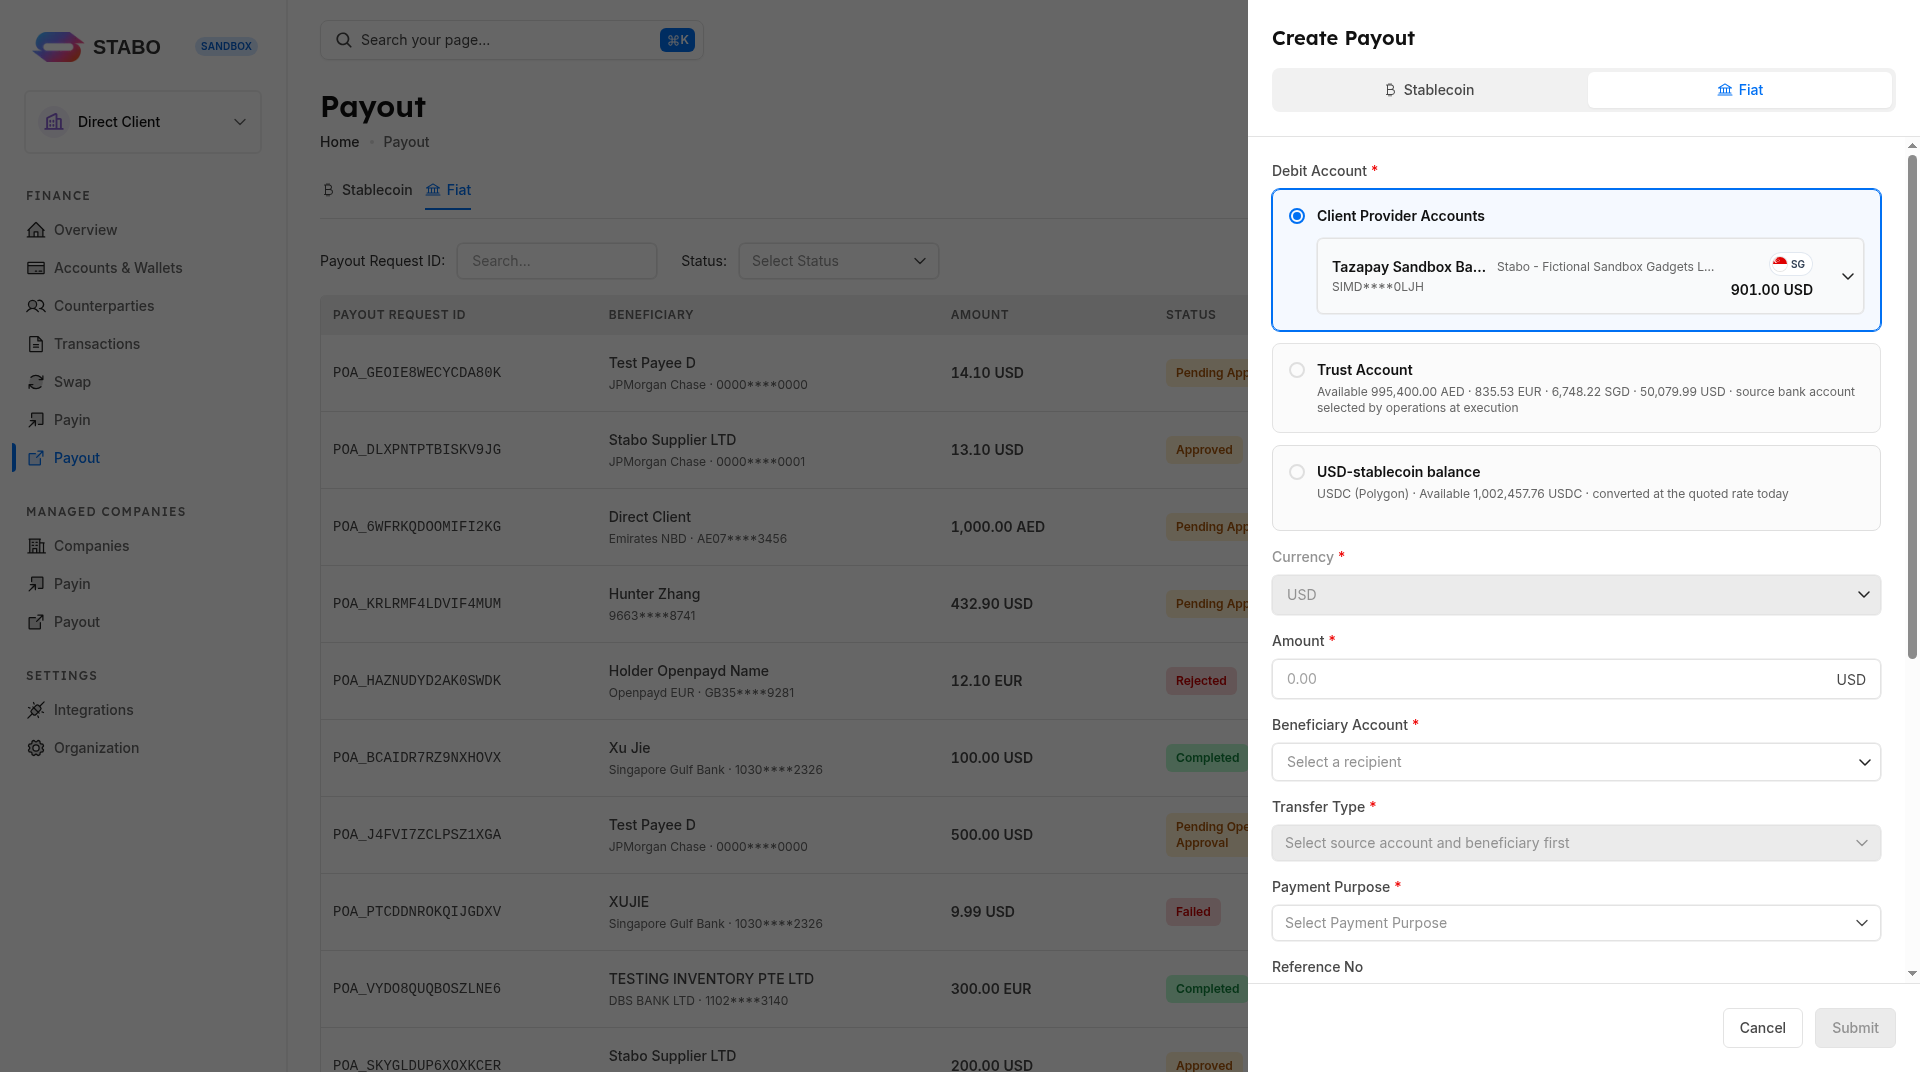 STABO
SANDBOX
Direct Client
FINANCE
Overview
Accounts & Wallets
Counterparties
Transactions
Swap
Payin
Payout
MANAGED COMPANIES
Companies
Payin
Payout
SETTINGS
Integrations
Organization
Search your page...
⌘K
Payout
Home • Payout
Stablecoin Fiat
Payout Request ID: Search... Status: Select Status
PAYOUT REQUEST ID BENEFICIARY AMOUNT STATUS
POA_GEOIE8WECYCDA80K Test Payee D 14.10 USD Pending App
JPMorgan Chase · 0000****0000
POA_DLXPNTPTBISKV9JG Stabo Supplier LTD 13.10 USD Approved
JPMorgan Chase · 0000****0001
POA_6WFRKQDOOMIFI2KG Direct Client 1,000.00 AED Pending App
Emirates NBD · AE07****3456
POA_KRLRMF4LDVIF4MUM Hunter Zhang 432.90 USD Pending App
9663****8741
POA_HAZNUDYD2AK0SWDK Holder Openpayd Name 12.10 EUR Rejected
Openpayd EUR · GB35****9281
POA_BCAIDR7RZ9NXHOVX Xu Jie 100.00 USD Completed
Singapore Gulf Bank · 1030****2326
POA_J4FVI7ZCLPSZ1XGA Test Payee D 500.00 USD Pending Ope
Approval
JPMorgan Chase · 0000****0000
POA_PTCDDNROKQIJGDXV XUJIE 9.99 USD Failed
Singapore Gulf Bank · 1030****2326
POA_VYDO8QUQBOSZLNE6 TESTING INVENTORY PTE LTD 300.00 EUR Completed
DBS BANK LTD · 1102****3140
POA_SKYGLDUP6XOXKCER Stabo Supplier LTD 200.00 USD Approved
Create Payout
Stablecoin Fiat
Debit Account *
Client Provider Accounts
Tazapay Sandbox Ba... Stabo - Fictional Sandbox Gadgets L... SG
SIMD****0LJH 901.00 USD
Trust Account
Available 995,400.00 AED · 835.53 EUR · 6,748.22 SGD · 50,079.99 USD · source bank account
selected by operations at execution
USD-stablecoin balance
USDC (Polygon) · Available 1,002,457.76 USDC · converted at the quoted rate today
Currency *
USD
Amount *
0.00 USD
Beneficiary Account *
Select a recipient
Transfer Type *
Select source account and beneficiary first
Payment Purpose *
Select Payment Purpose
Reference No
Cancel Submit